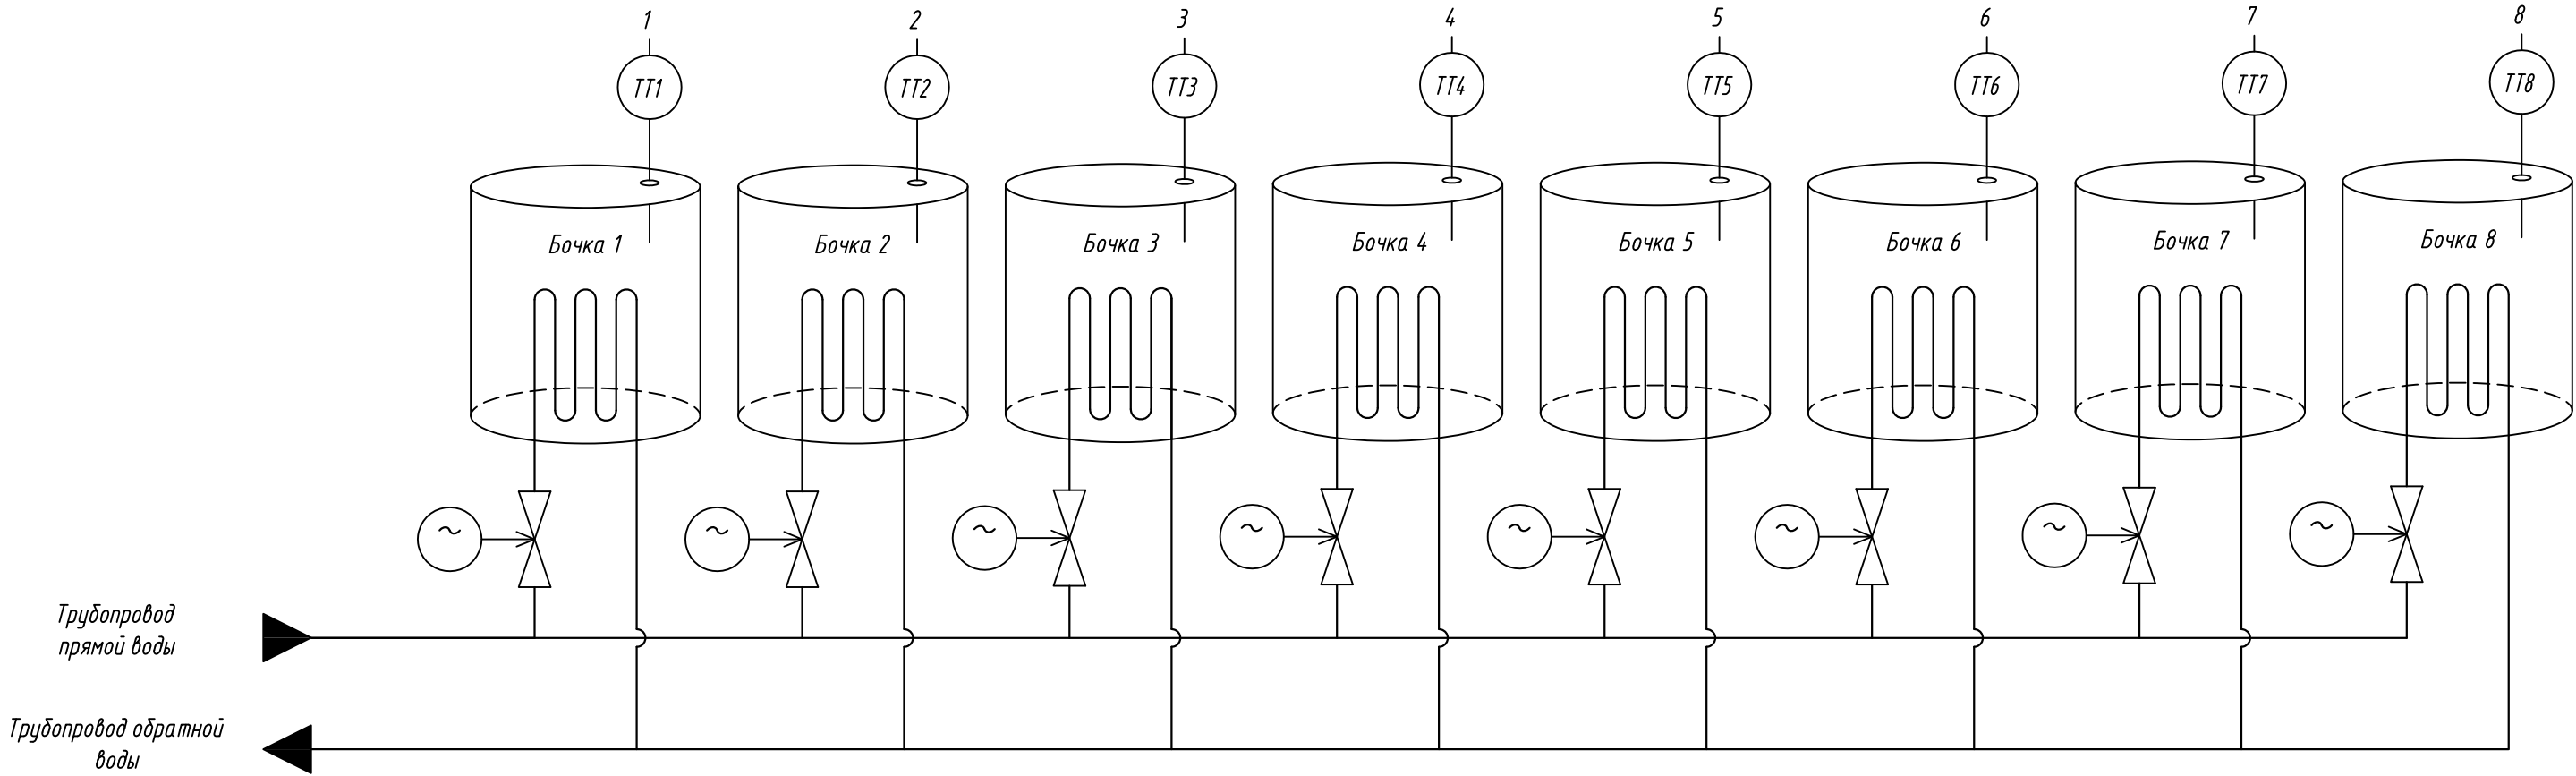 1 2 3 4 5 6 7 8
TT1 TT2 TT3 TT4 TT5 TT6 TT7 TT8
Бочка 1 Бочка 2 Бочка 3 Бочка 4 Бочка 5 Бочка 6 Бочка 7 Бочка 8
~ ~ ~ ~ ~ ~ ~ ~
Трубопровод
прямой воды
Трубопровод обратной
воды